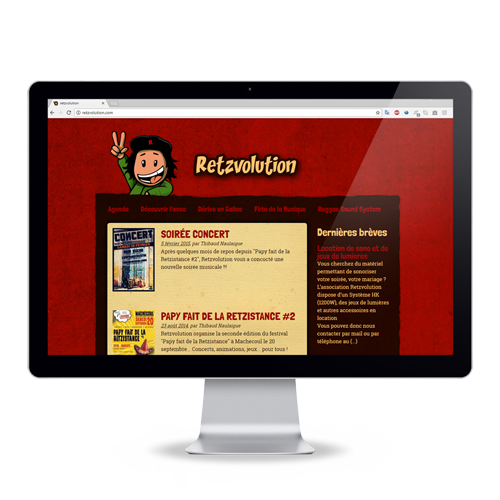 retzvolution
retzvolution.com
Retzvolution
Agenda Découvrir l'asso Soirée en Salles Fête de la Musique Reggae Sound System
CONCERT
SOIRÉE CONCERT
5 février 2015 par Thibaud Naulaique
Après quelques mois de repos depuis "Papy fait de la
Retzistance #2", Retzvolution vous a concocté une
nouvelle soirée musicale !!!
PAPY FAIT DE LA RETZISTANCE #2
23 août 2014, par Thibaud Naulaique
Retzvolution organise la seconde édition du festival
"Papy fait de la Retzistance" à Machecoul le 20
septembre... Concerts, animations, jeux... pour tous !
MACHECOUL
PAPY FAIT DE
LA RETZISTANCE
Dernières brèves
Location de sono et de
jeux de lumières
Vous cherchez du matériel
permettant de sonoriser
votre soirée, votre mariage?
L'association Retzvolution
dispose d'un Système HK
(1200W), des jeux de lumières
et autres accessoires en
location
Vous pouvez donc nous
contacter par mail ou par
téléphone au (...)